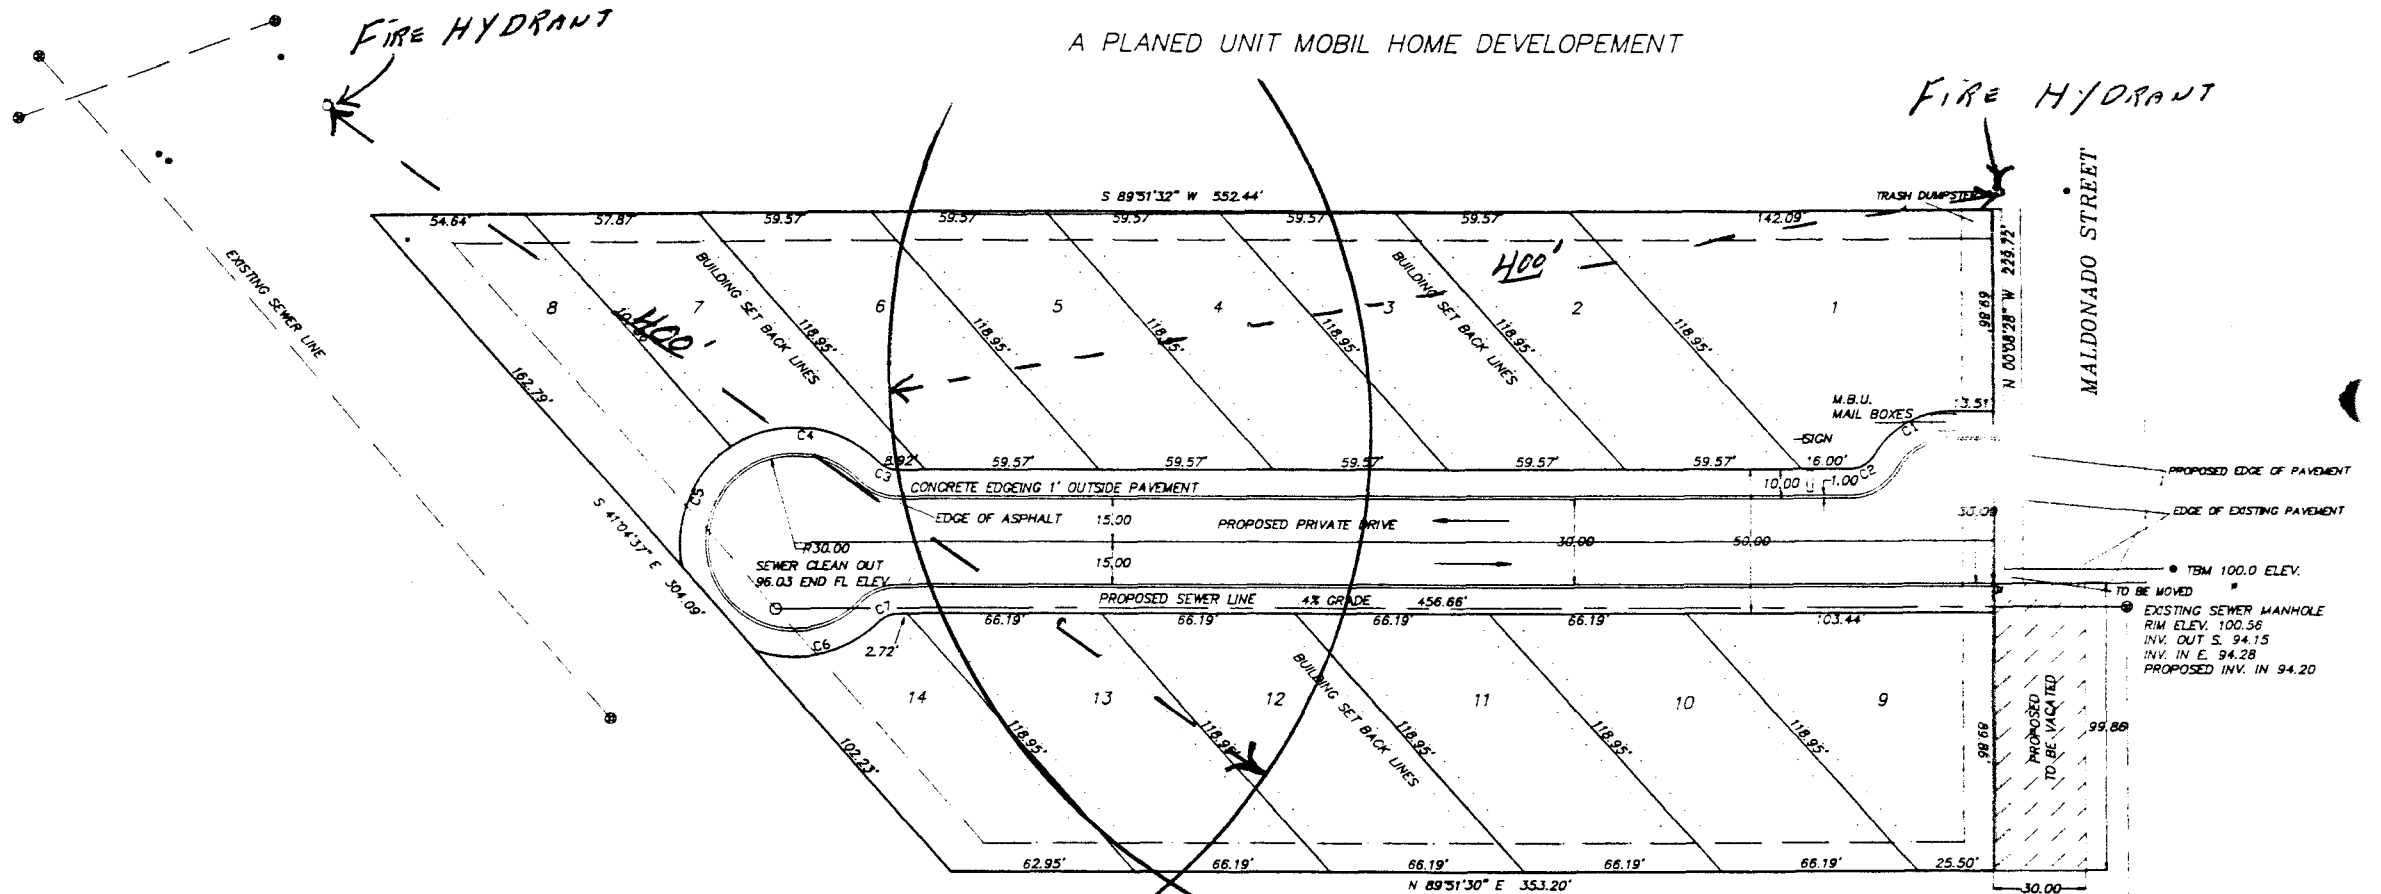 FIRE HYDRANT
A PLANED UNIT MOBIL HOME DEVELOPEMENT
FIRE HYDRANT
MALDONADO STREET
S 89°51'32" W 552.44'
TRASH DUMPSTER
54.64'
57.87'
59.57'
59.57'
59.57'
59.57'
59.57'
142.09'
N 00°08'28" W 229.72'
EXISTING SEWER LINE
BUILDING SET BACK LINES
BUILDING SET BACK LINES
400'
400'
8
7
6
5
4
3
2
1
118.95'
118.95'
118.95'
118.95'
118.95'
118.95'
98.69'
162.79'
M.B.U.
MAIL BOXES
13.51'
SIGN
C1
C4
C3
8.92'
59.57'
59.57'
59.57'
59.57'
59.57'
16.00'
C2
PROPOSED EDGE OF PAVEMENT
C5
CONCRETE EDGEING 1' OUTSIDE PAVEMENT
10.00
1.00
EDGE OF ASPHALT
15.00
PROPOSED PRIVATE DRIVE
30.09
EDGE OF EXISTING PAVEMENT
S 41°04'37" E 304.09'
R30.00
30.00
50.00
SEWER CLEAN OUT
96.03 END FL ELEV
15.00
TBM 100.0 ELEV.
TO BE MOVED
C7
PROPOSED SEWER LINE 4% GRADE 456.66'
EXISTING SEWER MANHOLE
RIM ELEV. 100.56
INV. OUT S. 94.15
INV. IN E. 94.28
PROPOSED INV. IN 94.20
C6
2.72'
66.19'
66.19'
66.19'
66.19'
103.44'
14
13
12
11
10
9
BUILDING SET BACK LINES
118.95'
118.95'
118.95'
118.95'
118.95'
98.69'
PROPOSED
TO BE VACATED
99.86
102.23'
62.95'
66.19'
66.19'
66.19'
66.19'
25.50'
N 89°51'30" E 353.20'
30.00